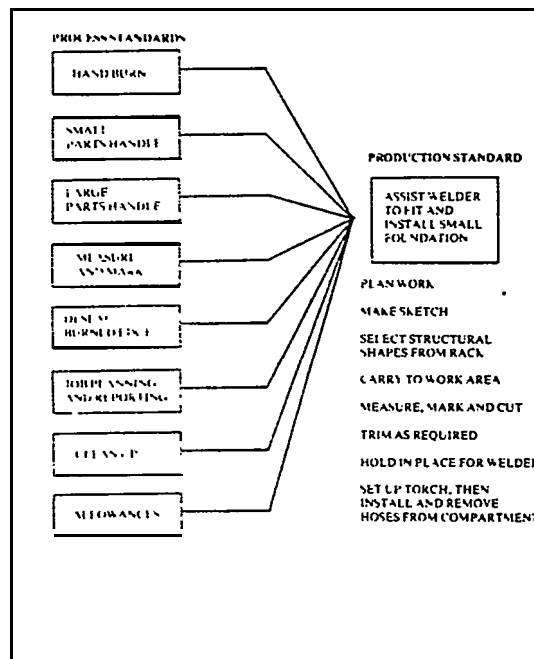 PROCESS STANDARDS
HAND BURN
SMALL
PARTS HANDLE
LARGE
PARTS HANDLE
MEASURE
AND MARK
BURNED EDGE
JOB PLANNING
AND REPORTING
CLEAN UP
ALLOWANCES
PRODUCTION STANDARD
ASSIST WELDER
TO FIT AND
INSTALL SMALL
FOUNDATION
PLAN WORK
MAKE SKETCH
SELECT STRUCTURAL
SHAPES FROM RACK
CARRY TO WORK AREA
MEASURE, MARK AND CUT
TRIM AS REQUIRED
HOLD IN PLACE FOR WELDER
SET UP TORCH, THEN
INSTALL AND REMOVE
HOSES FROM COMPARTMENT